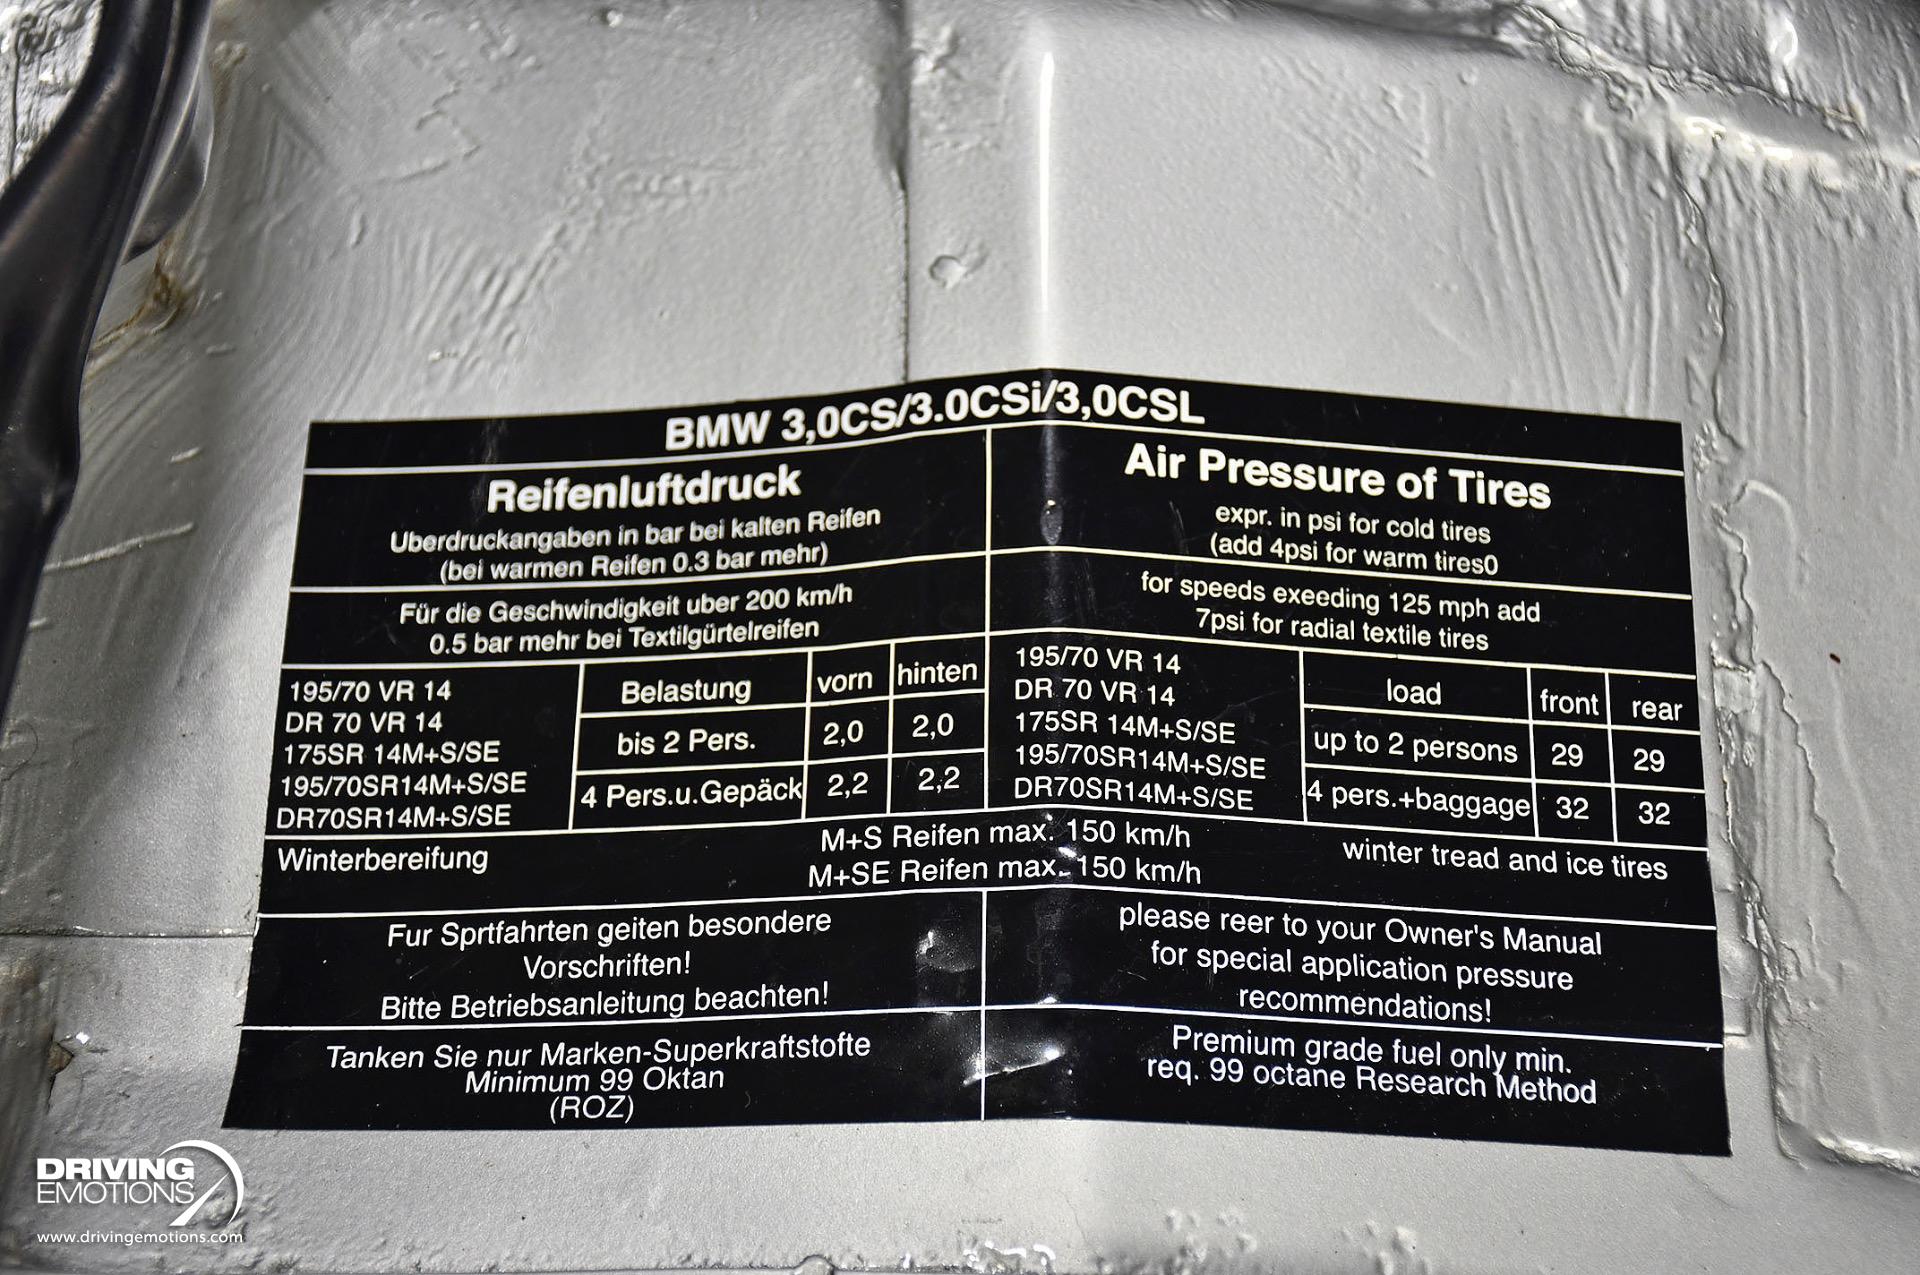 BMW 3,0CS/3.0CSi/3,0CSL
Reifenluftdruck
Uberdruckangaben in bar bei kalten Reifen
(bei warmen Reifen 0.3 bar mehr)
Für die Geschwindigkeit uber 200 km/h
0.5 bar mehr bei Textilgürtelreifen
195/70 VR 14
DR 70 VR 14
175SR 14M+S/SE
195/70SR14M+S/SE
DR70SR14M+S/SE
Belastung vorn hinten
bis 2 Pers. 2,0 2,0
4 Pers.u.Gepäck 2,2 2,2
Air Pressure of Tires
expr. in psi for cold tires
(add 4psi for warm tires0
for speeds exeeding 125 mph add
7psi for radial textile tires
195/70 VR 14
DR 70 VR 14
175SR 14M+S/SE
195/70SR14M+S/SE
DR70SR14M+S/SE
load front rear
up to 2 persons 29 29
4 pers.+baggage 32 32
Winterbereifung
M+S Reifen max. 150 km/h
M+SE Reifen max. 150 km/h
winter tread and ice tires
Fur Sprtfahrten geiten besondere
Vorschriften!
Bitte Betriebsanleitung beachten!
please reer to your Owner's Manual
for special application pressure
recommendations!
Tanken Sie nur Marken-Superkraftstofte
Minimum 99 Oktan
(ROZ)
Premium grade fuel only min.
req. 99 octane Research Method
DRIVING
EMOTIONS
www.drivingemotions.com